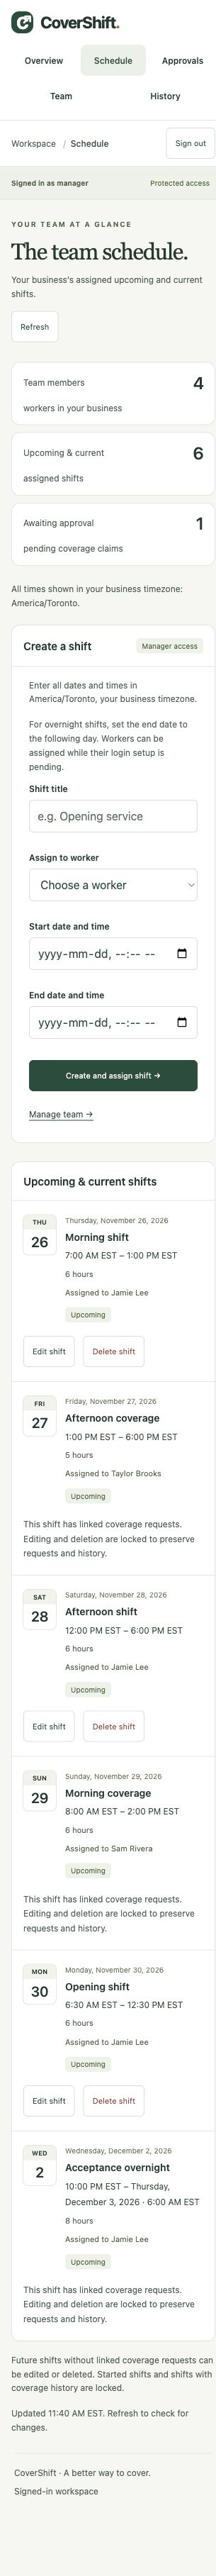 CoverShift.
Overview
Schedule
Approvals
Team
History
Workspace / Schedule
Sign out
Signed in as manager
Protected access
YOUR TEAM AT A GLANCE
The team schedule.
Your business's assigned upcoming and current
shifts.
Refresh
Team members
4
workers in your business
Upcoming & current
6
assigned shifts
Awaiting approval
1
pending coverage claims
All times shown in your business timezone:
America/Toronto.
Create a shift
Manager access
Enter all dates and times in
America/Toronto, your business timezone.
For overnight shifts, set the end date to
the following day. Workers can be
assigned while their login setup is
pending.
Shift title
e.g. Opening service
Assign to worker
Choose a worker
Start date and time
yyyy-mm-dd, --:-- --
End date and time
yyyy-mm-dd, --:-- --
Create and assign shift →
Manage team →
Upcoming & current shifts
THU
26
Thursday, November 26, 2026
Morning shift
7:00 AM EST – 1:00 PM EST
6 hours
Assigned to Jamie Lee
Upcoming
Edit shift
Delete shift
FRI
27
Friday, November 27, 2026
Afternoon coverage
1:00 PM EST – 6:00 PM EST
5 hours
Assigned to Taylor Brooks
Upcoming
This shift has linked coverage requests.
Editing and deletion are locked to preserve
requests and history.
SAT
28
Saturday, November 28, 2026
Afternoon shift
12:00 PM EST – 6:00 PM EST
6 hours
Assigned to Jamie Lee
Upcoming
Edit shift
Delete shift
SUN
29
Sunday, November 29, 2026
Morning coverage
8:00 AM EST – 2:00 PM EST
6 hours
Assigned to Sam Rivera
Upcoming
This shift has linked coverage requests.
Editing and deletion are locked to preserve
requests and history.
MON
30
Monday, November 30, 2026
Opening shift
6:30 AM EST – 12:30 PM EST
6 hours
Assigned to Jamie Lee
Upcoming
Edit shift
Delete shift
WED
2
Wednesday, December 2, 2026
Acceptance overnight
10:00 PM EST – Thursday,
December 3, 2026 · 6:00 AM EST
8 hours
Assigned to Jamie Lee
Upcoming
This shift has linked coverage requests.
Editing and deletion are locked to preserve
requests and history.
Future shifts without linked coverage requests can
be edited or deleted. Started shifts and shifts with
coverage history are locked.
Updated 11:40 AM EST. Refresh to check for
changes.
CoverShift · A better way to cover.
Signed-in workspace